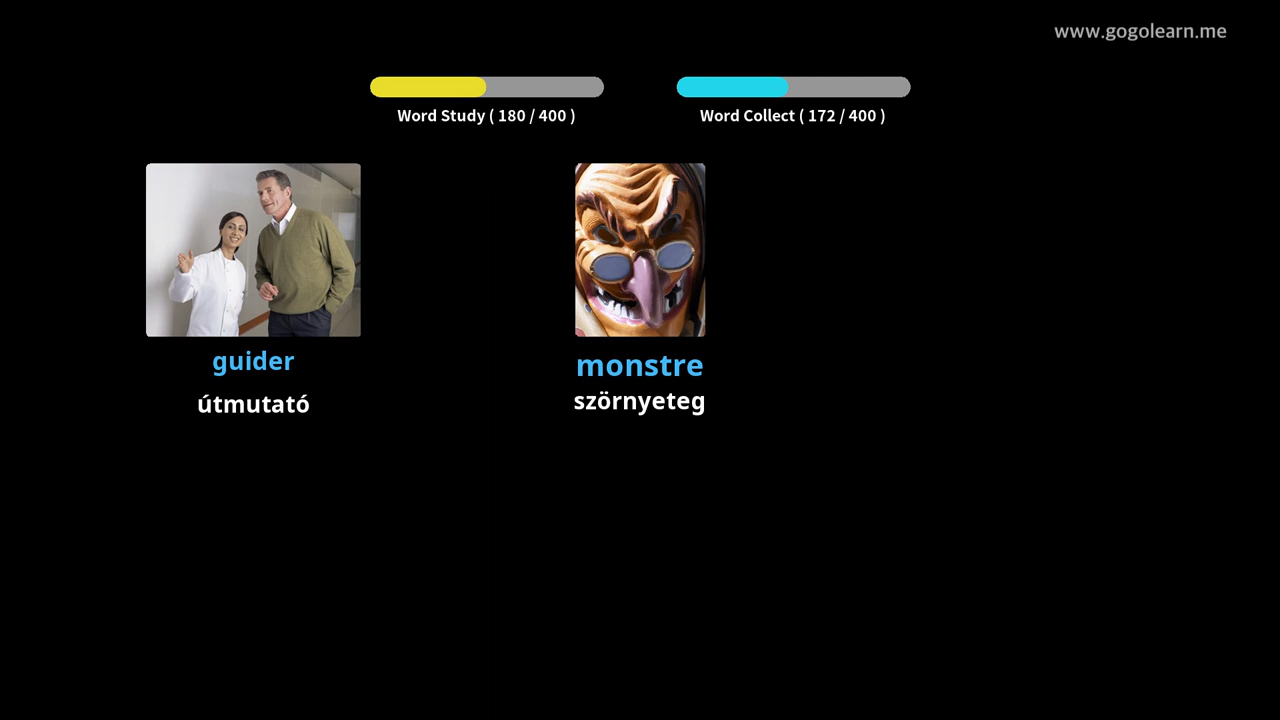 www.gogolearn.me
Word Study ( 180 / 400 )
Word Collect ( 172 / 400 )
guider
útmutató
monstre
szörnyeteg